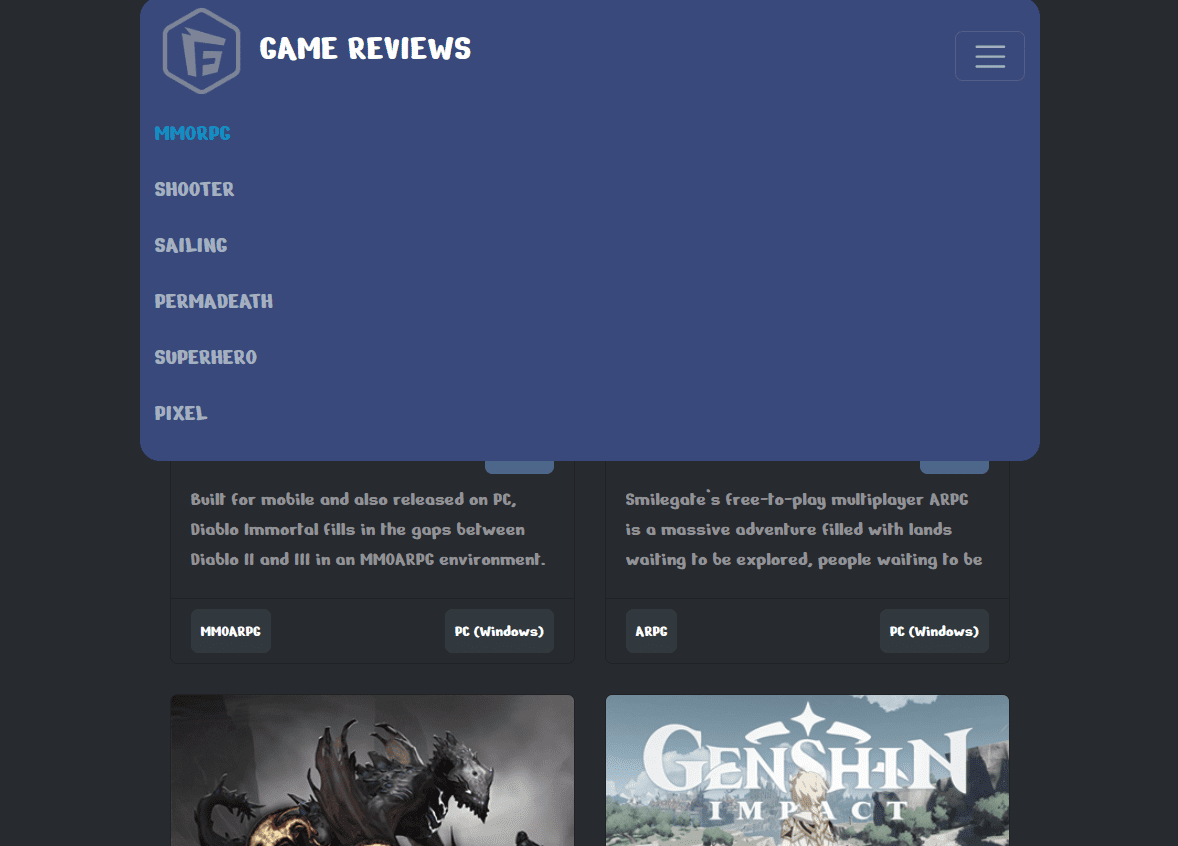 GAME REVIEWS
MMORPG
SHOOTER
SAILING
PERMADEATH
SUPERHERO
PIXEL
Built for mobile and also released on PC,
Diablo Immortal fills in the gaps between
Diablo II and III in an MMOARPG environment.
MMOARPG
PC (Windows)
Smilegate's free-to-play multiplayer ARPG
is a massive adventure filled with lands
waiting to be explored, people waiting to be
ARPG
PC (Windows)
GENSHIN
IMPACT